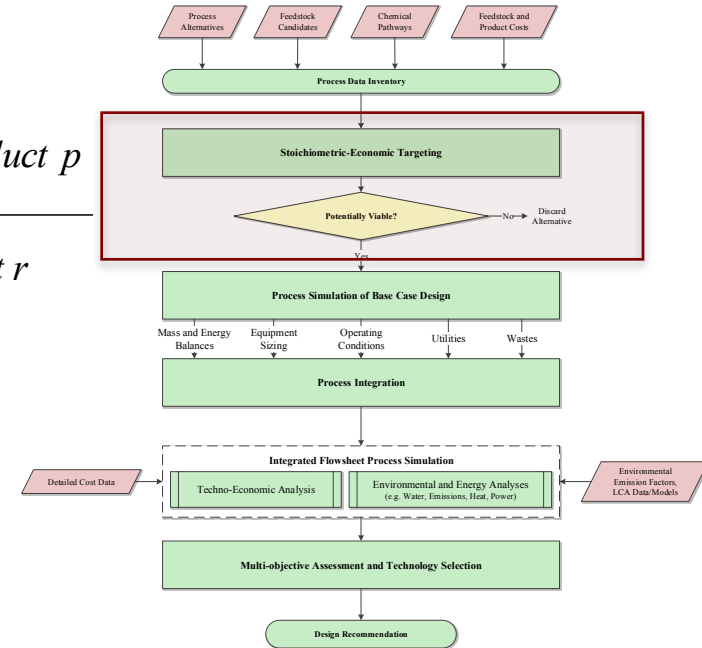 Process
Alternatives
Feedstock
Candidates
Chemical
Pathways
Feedstock and
Product Costs
Process Data Inventory
duct p
t r
Stoichiometric-Economic Targeting
Potentially Viable?
No
Discard
Alternative
Yes
Process Simulation of Base Case Design
Mass and Energy
Balances
Equipment
Sizing
Operating
Conditions
Utilities
Wastes
Process Integration
Integrated Flowsheet Process Simulation
Detailed Cost Data
Techno-Economic Analysis
Environmental and Energy Analyses
(e.g. Water, Emissions, Heat, Power)
Environmental
Emission Factors,
LCA Data/Models
Multi-objective Assessment and Technology Selection
Design Recommendation